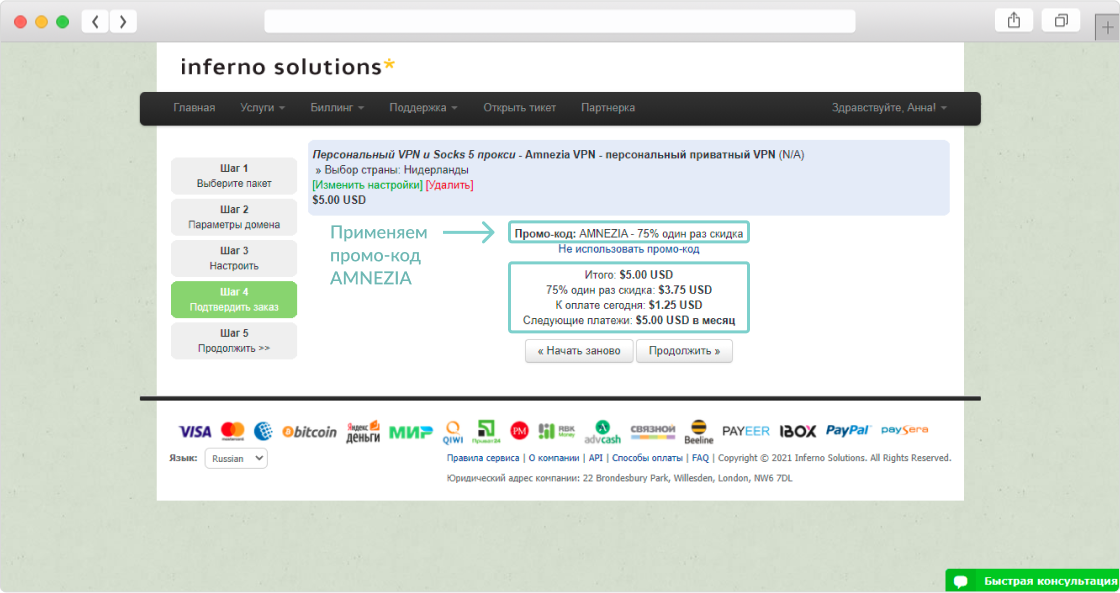 inferno solutions*
Главная Услуги Биллинг Поддержка Открыть тикет Партнерка Здравствуйте, Анна!
Шаг 1
Выберите пакет
Шаг 2
Параметры домена
Шаг 3
Настроить
Шаг 4
Подтвердить заказ
Шаг 5
Продолжить >>
Персональный VPN и Socks 5 прокси - Amnezia VPN - персональный приватный VPN (N/A)
» Выбор страны: Нидерланды
[Изменить настройки] [Удалить]
$5.00 USD
Применяем
промо-код
AMNEZIA
Промо-код: AMNEZIA - 75% один раз скидка
Не использовать промо-код
Итого: $5.00 USD
75% один раз скидка: $3.75 USD
К оплате сегодня: $1.25 USD
Следующие платежи: $5.00 USD в месяц
« Начать заново Продолжить »
VISA mastercard bitcoin Яндекс деньги МИР QIWI Приват24 PM RBK Money advcash СВЯЗНОЙ Beeline PAYEER IBOX PayPal paysera
Язык: Russian
Правила сервиса | О компании | API | Способы оплаты | FAQ | Copyright © 2021 Inferno Solutions. All Rights Reserved.
Юридический адрес компании: 22 Brondesbury Park, Willesden, London, NW6 7DL
Быстрая консультация